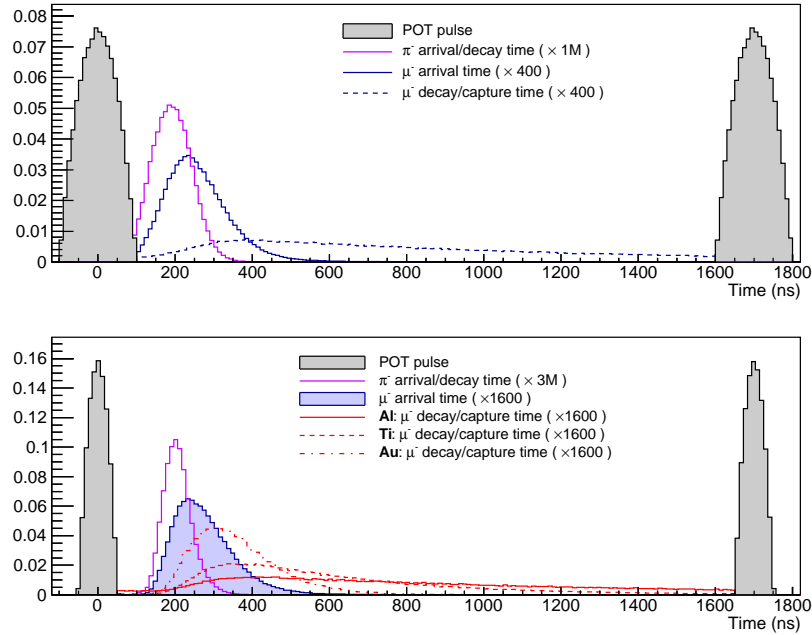 0.08
0.07
0.06
0.05
0.04
0.03
0.02
0.01
0
POT pulse
π⁻ arrival/decay time ( × 1M )
μ⁻ arrival time ( × 400 )
μ⁻ decay/capture time ( × 400 )
0 200 400 600 800 1000 1200 1400 1600 1800
Time (ns)
0.16
0.14
0.12
0.1
0.08
0.06
0.04
0.02
0
POT pulse
π⁻ arrival/decay time ( × 3M )
μ⁻ arrival time ( ×1600 )
Al: μ⁻ decay/capture time ( ×1600 )
Ti: μ⁻ decay/capture time ( ×1600 )
Au: μ⁻ decay/capture time ( ×1600 )
0 200 400 600 800 1000 1200 1400 1600 1800
Time (ns)